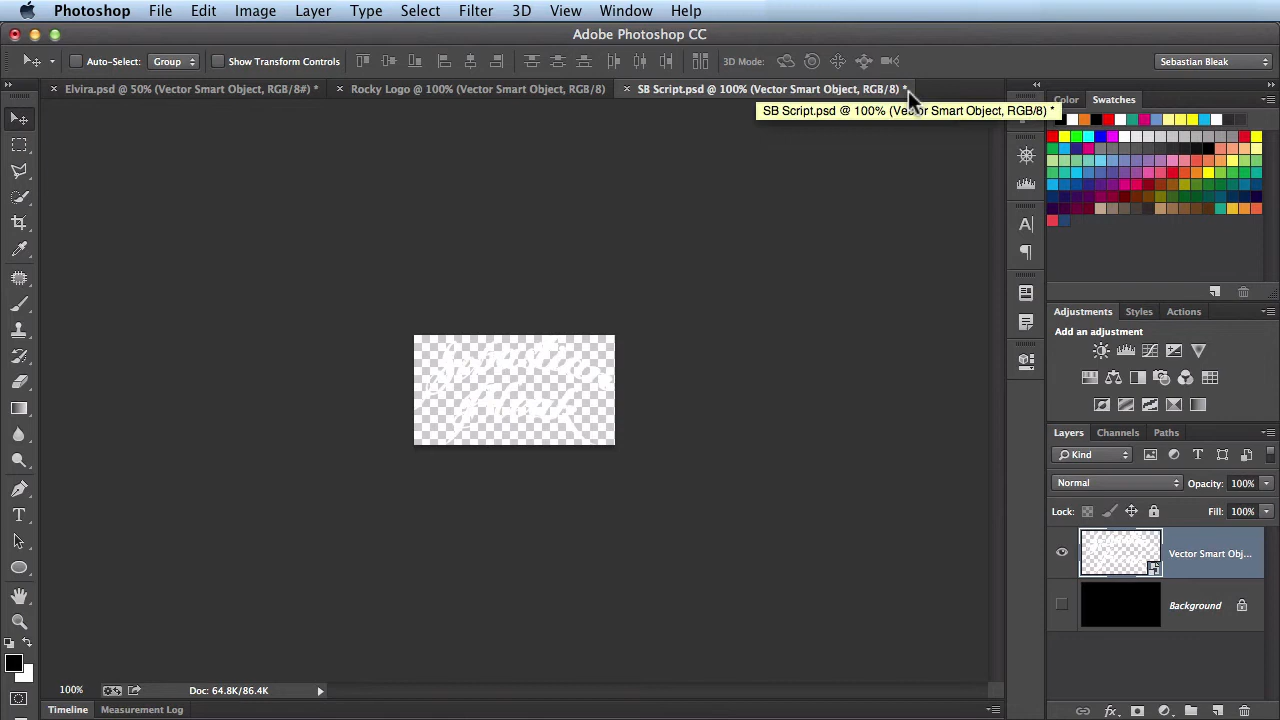 Photoshop File Edit Image Layer Type Select Filter 3D View Window Help
Adobe Photoshop CC
Auto-Select: Group Show Transform Controls 3D Mode: Sebastian Bleak
Elvira.psd @ 50% (Vector Smart Object, RGB/8#) * Rocky Logo @ 100% (Vector Smart Object, RGB/8) SB Script.psd @ 100% (Vector Smart Object, RGB/8) *
SB Script.psd @ 100% (Vector Smart Object, RGB/8) *
Color Swatches
Adjustments Styles Actions
Add an adjustment
Layers Channels Paths
Kind
Normal Opacity: 100%
Lock: Fill: 100%
Vector Smart Obj...
Background
100% Doc: 64.8K/86.4K
Timeline Measurement Log